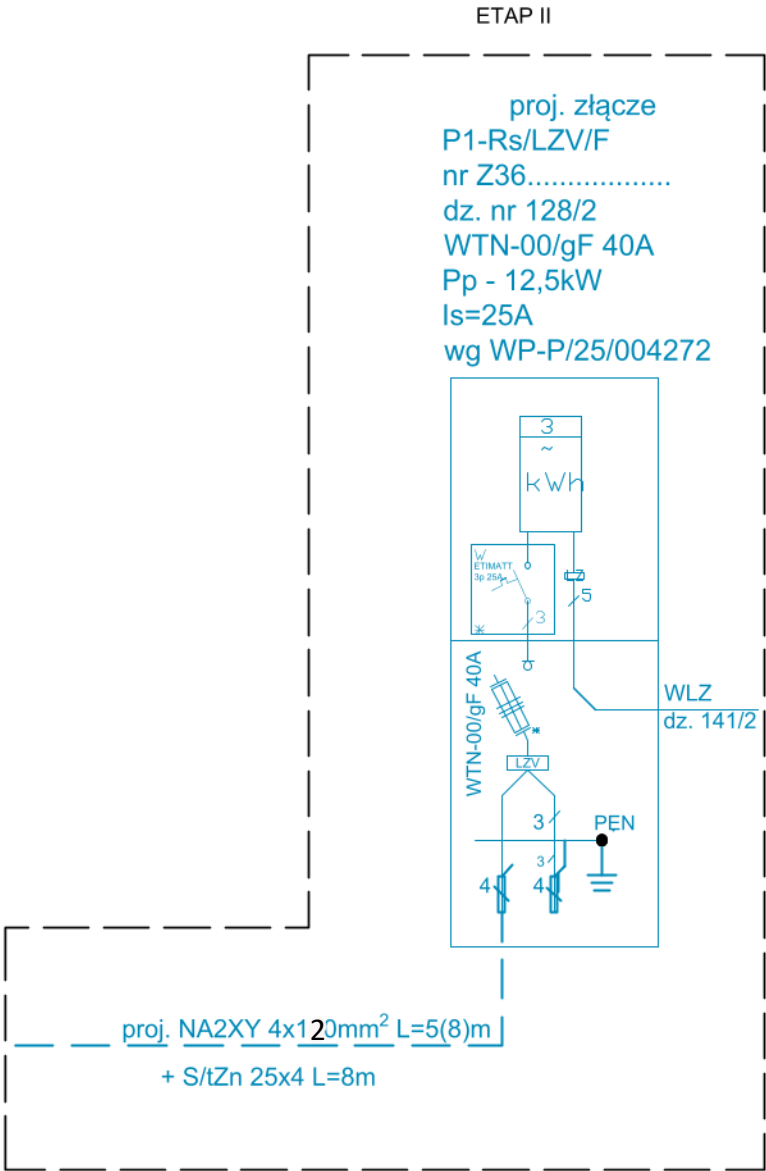 ETAP II
proj. złącze
P1-Rs/LZV/F
nr Z36..................
dz. nr 128/2
WTN-00/gF 40A
Pp - 12,5kW
Is=25A
wg WP-P/25/004272
3
~
kWh
W
ETIMATT
3p 25A
LZ
5
3
*
WTN-00/gF 40A
WLZ
dz. 141/2
*
LZV
3
PEN
3
4
4
proj. NA2XY 4x120mm² L=5(8)m
+ S/tZn 25x4 L=8m